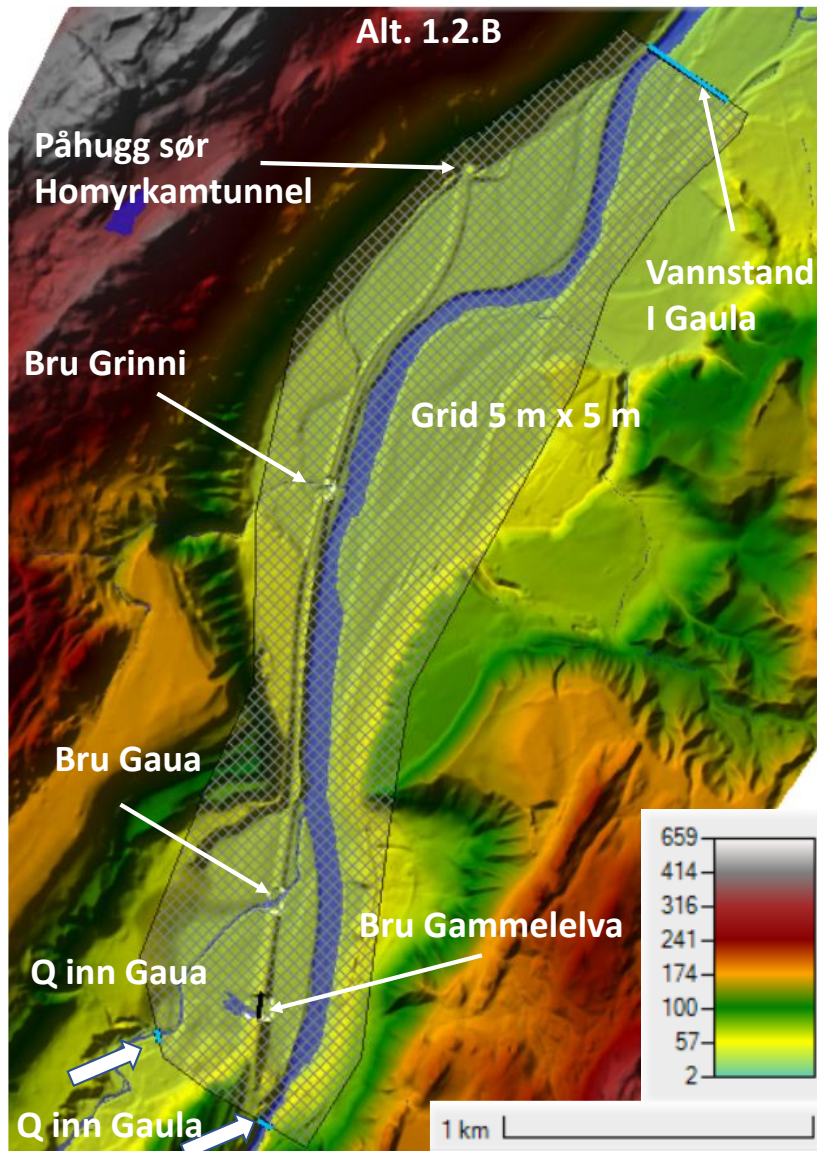 Alt. 1.2.B
Påhugg sør
Homyrkamtunnel
Vannstand
I Gaula
Bru Grinni
Grid 5 m x 5 m
Bru Gaua
Bru Gammelelva
Q inn Gaua
Q inn Gaula
659
414
316
241
174
100
57
2
1 km